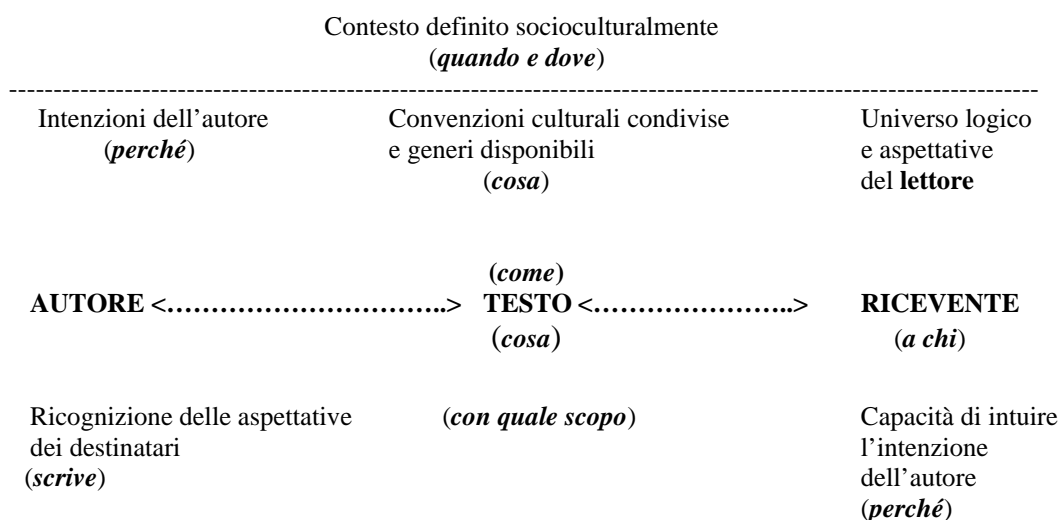 Contesto definito socioculturalmente
(quando e dove)
---------------------------------------------------------------------------------------------------------------------
Intenzioni dell’autore Convenzioni culturali condivise Universo logico
(perché) e generi disponibili e aspettative
(cosa) del lettore
(come)
AUTORE <…………………………..> TESTO <…………………..> RICEVENTE
(cosa) (a chi)
Ricognizione delle aspettative (con quale scopo) Capacità di intuire
dei destinatari l’intenzione
(scrive) dell’autore
(perché)